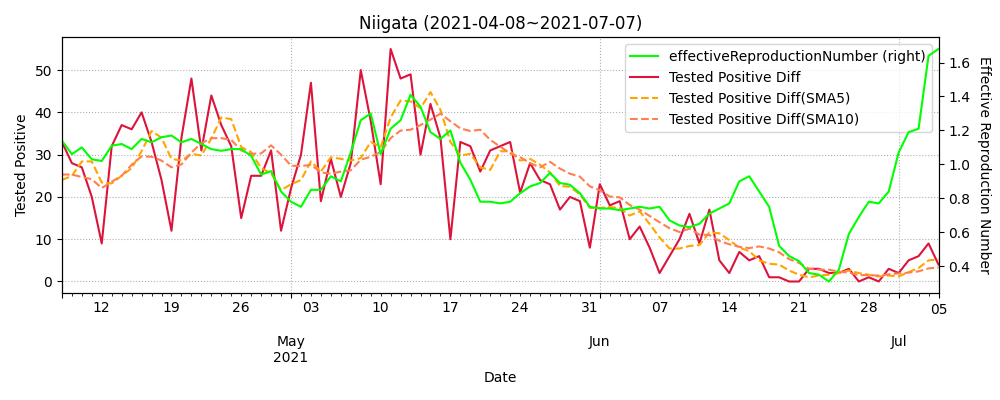 Niigata (2021-04-08~2021-07-07)
effectiveReproductionNumber (right)
Tested Positive Diff
Tested Positive Diff(SMA5)
Tested Positive Diff(SMA10)
Tested Positive
50
40
30
20
10
0
1.6
1.4
1.2
1.0
0.8
0.6
0.4
Effective Reproduction Number
12 19 26 03 10 17 24 07 14 21 28 05
May Jun Jul
2021
Date